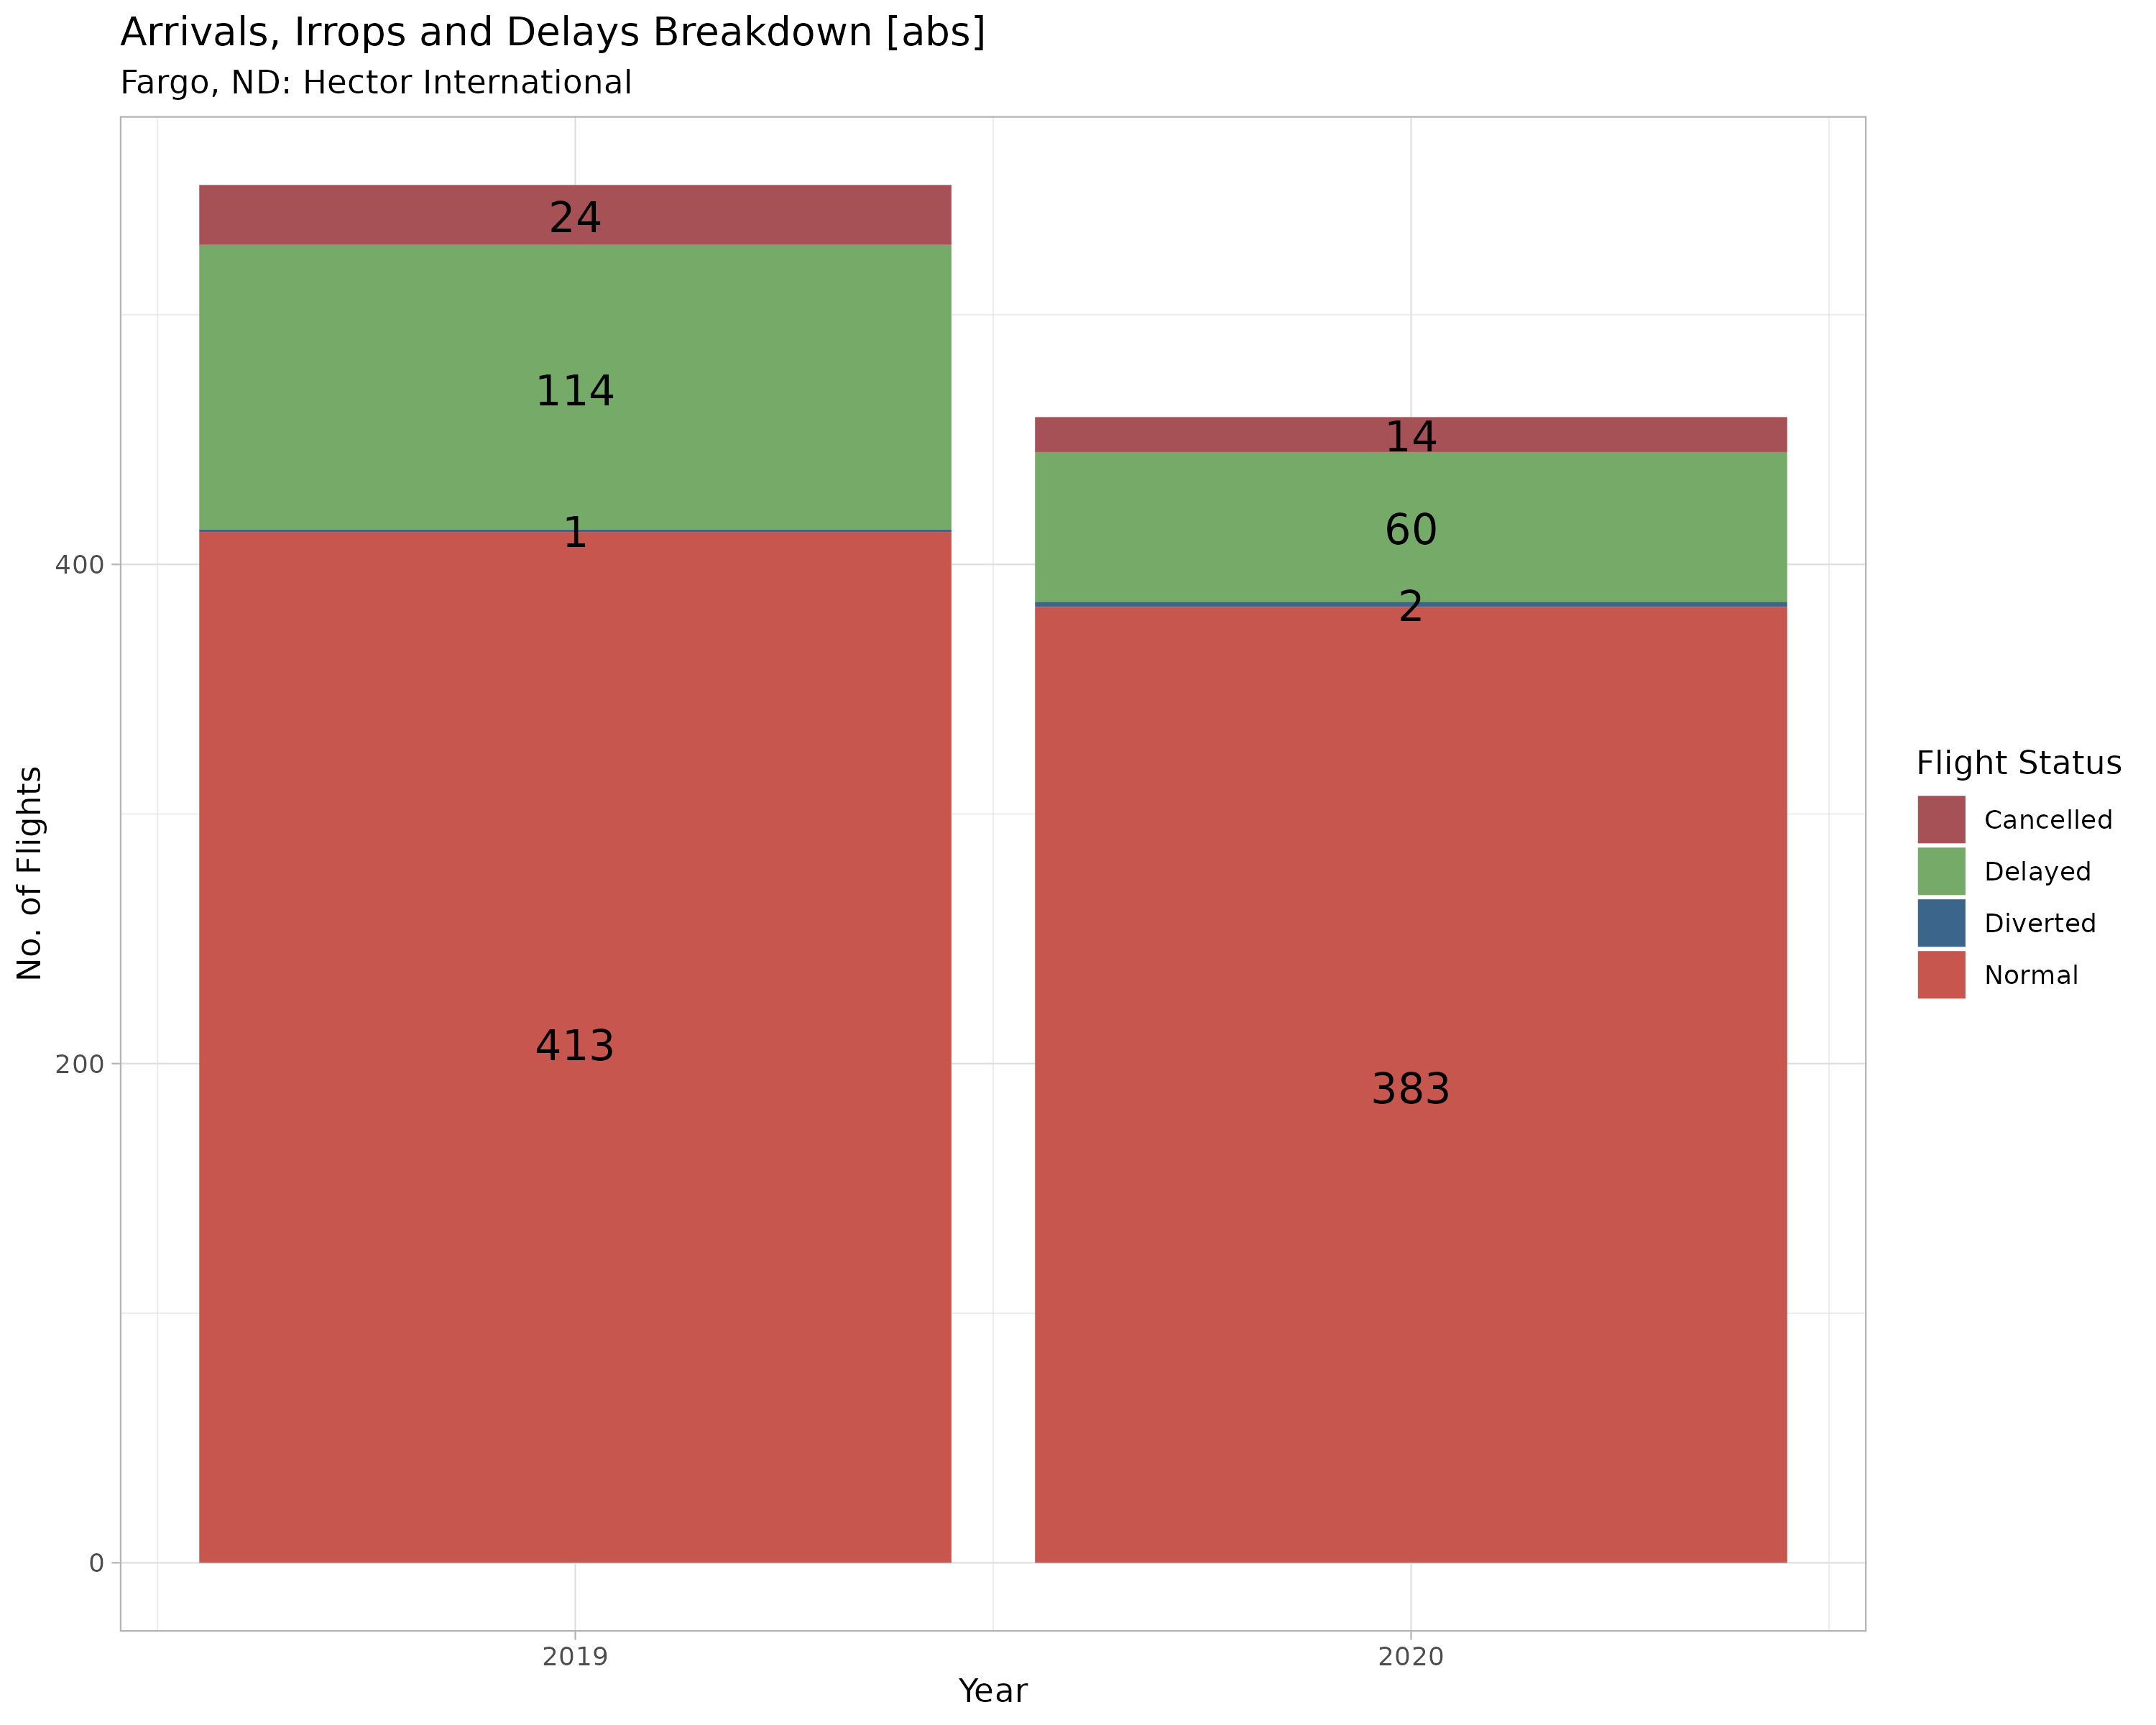 Arrivals, Irrops and Delays Breakdown [abs]
Fargo, ND: Hector International
24
114
1
413
14
60
2
383
400
200
0
No. of Flights
2019
2020
Year
Flight Status
Cancelled
Delayed
Diverted
Normal